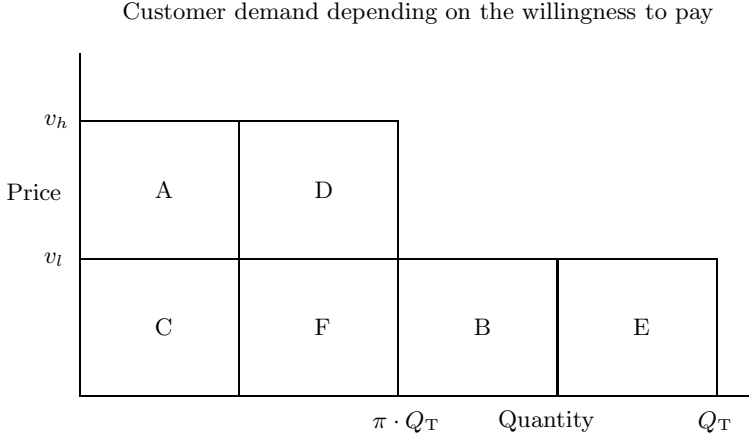 Customer demand depending on the willingness to pay
v_h
Price
A
D
v_l
C
F
B
E
π · Q_T
Quantity
Q_T